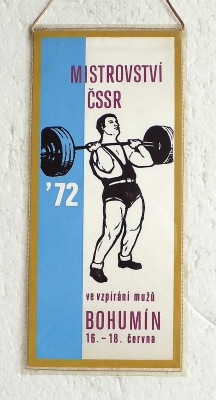 MISTROVSTVÍ
ČSSR
'72
ve vzpírání mužů
BOHUMÍN
16. - 18. června